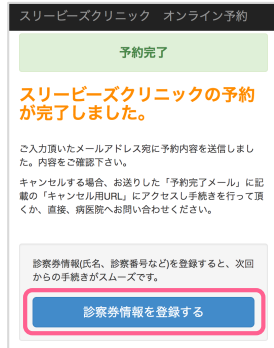 スリービーズクリニック　オンライン予約
予約完了
スリービーズクリニックの予約
が完了しました。
ご入力頂いたメールアドレス宛に予約内容を送信しまし
た。内容をご確認下さい。
キャンセルする場合、お送りした「予約完了メール」に記
載の「キャンセル用URL」にアクセスし手続きを行って頂
くか、直接、病医院へお問い合わせください。
診察券情報(氏名、診察番号など)を登録すると、次回
からの手続きがスムーズです。
診察券情報を登録する